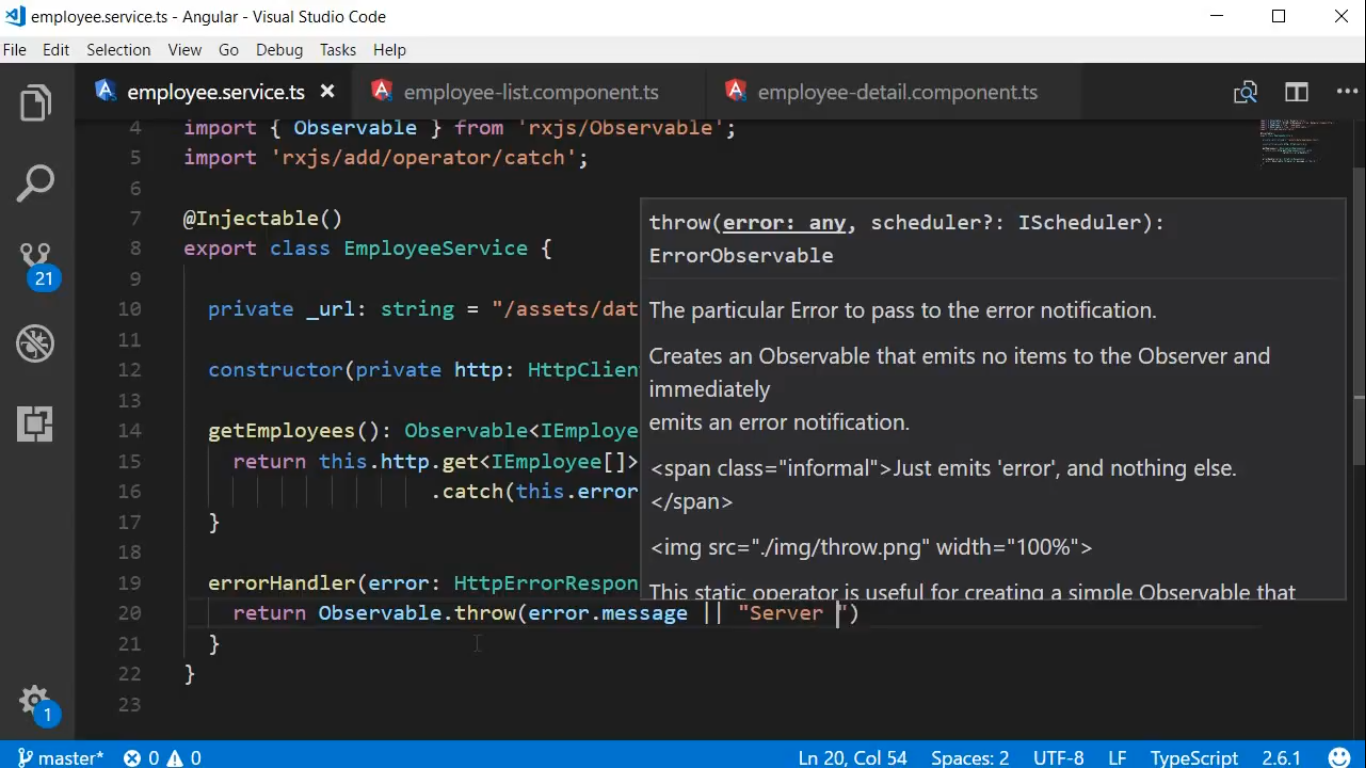 employee.service.ts - Angular - Visual Studio Code
File Edit Selection View Go Debug Tasks Help
employee.service.ts employee-list.component.ts employee-detail.component.ts
4 import { Observable } from 'rxjs/Observable';
5 import 'rxjs/add/operator/catch';
6
7 @Injectable()
8 export class EmployeeService {
9
10 private _url: string = "/assets/dat
11
12 constructor(private http: HttpClient
13
14 getEmployees(): Observable<IEmploye
15 return this.http.get<IEmployee[]>
16 .catch(this.error
17 }
18
19 errorHandler(error: HttpErrorRespon
20 return Observable.throw(error.message || "Server ")
21 }
22 }
23
throw(error: any, scheduler?: IScheduler):
ErrorObservable
The particular Error to pass to the error notification.
Creates an Observable that emits no items to the Observer and
immediately
emits an error notification.
<span class="informal">Just emits 'error', and nothing else.
</span>
<img src="./img/throw.png" width="100%">
This static operator is useful for creating a simple Observable that
21
1
master* 0 0 Ln 20, Col 54 Spaces: 2 UTF-8 LF TypeScript 2.6.1